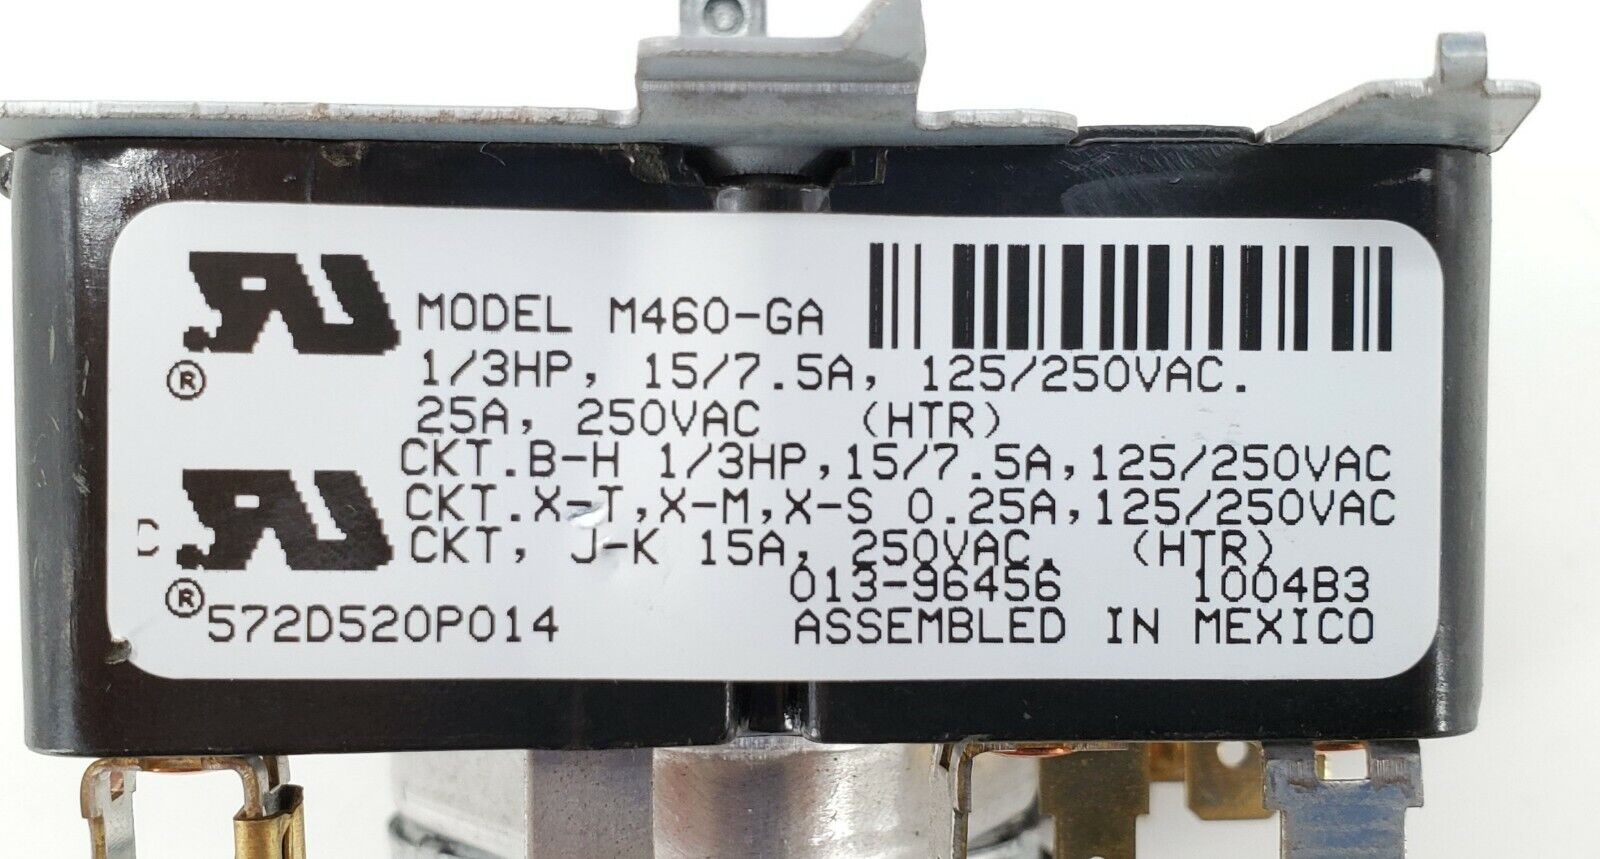 MODEL M460-GA
1/3HP, 15/7.5A, 125/250VAC.
25A, 250VAC (HTR)
CKT.B-H 1/3HP,15/7.5A,125/250VAC
CKT.X-T,X-M,X-S 0.25A,125/250VAC
CKT, J-K 15A, 250VAC. (HTR)
013-96456 1004B3
572D520P014 ASSEMBLED IN MEXICO
C
®
®